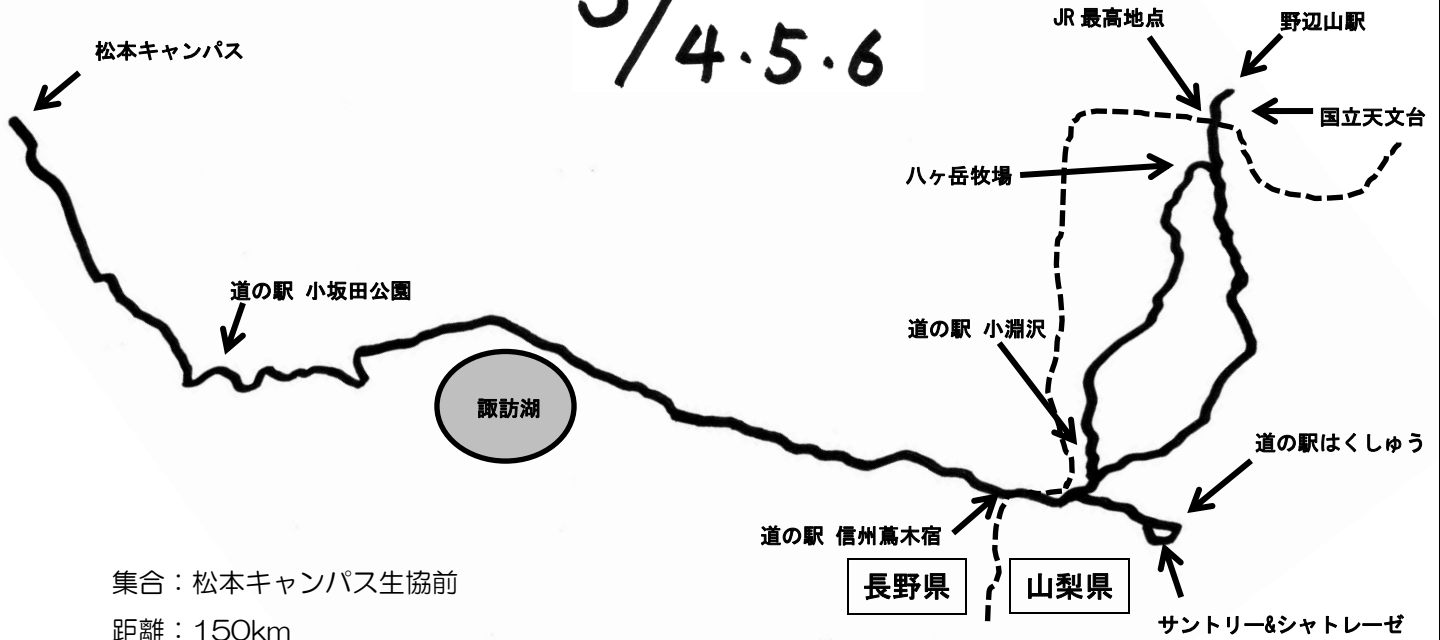 5/4・5・6
JR 最高地点
野辺山駅
松本キャンパス
国立天文台
八ヶ岳牧場
道の駅 小坂田公園
道の駅 小淵沢
諏訪湖
道の駅はくしゅう
道の駅 信州蔦木宿
長野県
山梨県
サントリー&シャトレーゼ
集合：松本キャンパス生協前
距離：150km